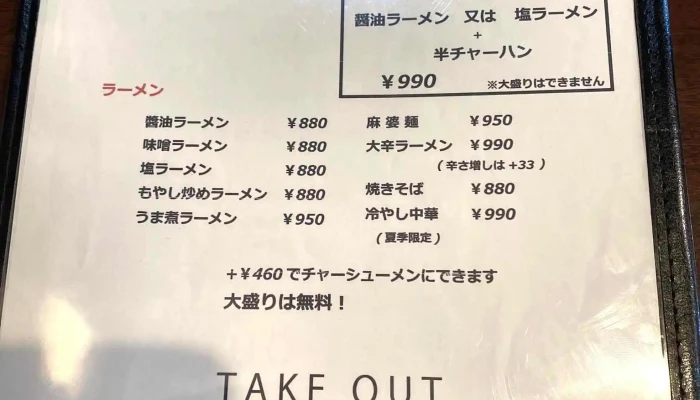 醤油ラーメン 又は 塩ラーメン
+
半チャーハン
¥990 ※大盛りはできません
ラーメン
醤油ラーメン ¥880
味噌ラーメン ¥880
塩ラーメン ¥880
もやし炒めラーメン ¥880
うま煮ラーメン ¥950
麻婆麺 ¥950
大辛ラーメン ¥990
(辛さ増しは+33)
焼きそば ¥880
冷やし中華 ¥990
(夏季限定)
+¥460でチャーシューメンにできます
大盛りは無料!
TAKE OUT